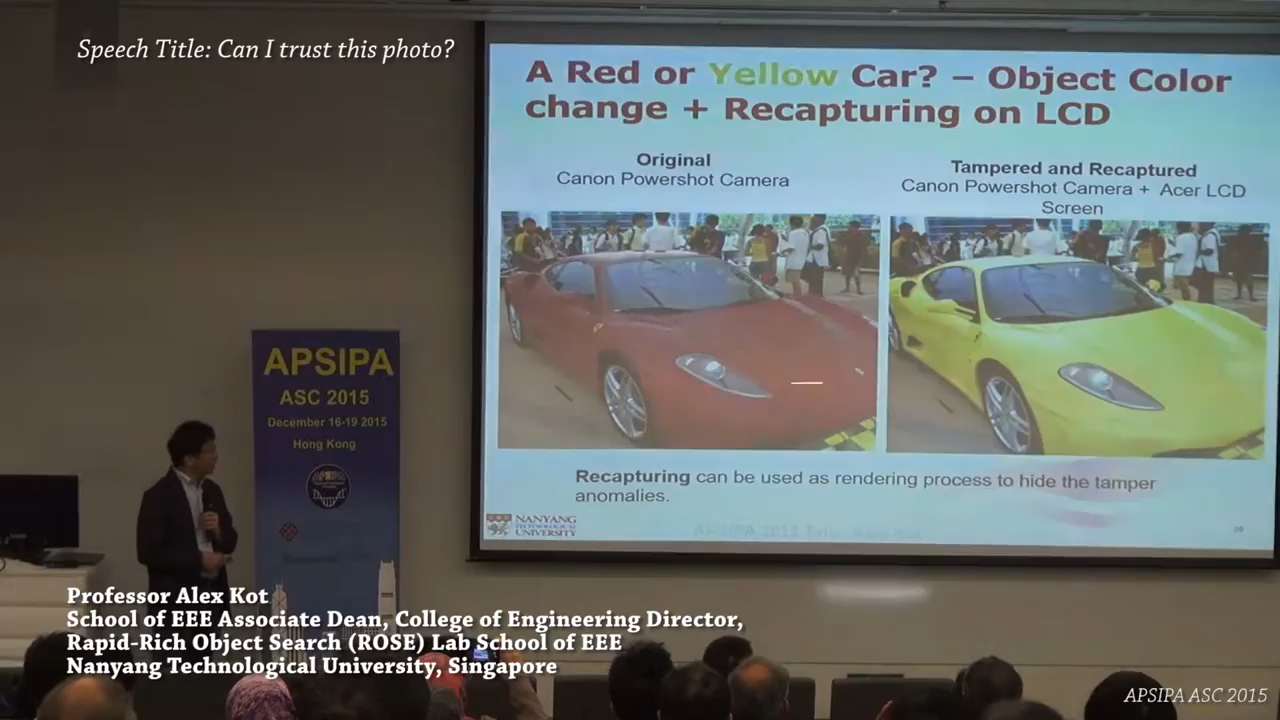 Speech Title: Can I trust this photo?
A Red or Yellow Car? – Object Color
change + Recapturing on LCD
Original
Canon Powershot Camera
Tampered and Recaptured
Canon Powershot Camera + Acer LCD
Screen
Recapturing can be used as rendering process to hide the tamper
anomalies.
NANYANG
TECHNOLOGICAL
UNIVERSITY
APSIPA
ASC 2015
December 16-19 2015
Hong Kong
Professor Alex Kot
School of EEE Associate Dean, College of Engineering Director,
Rapid-Rich Object Search (ROSE) Lab School of EEE
Nanyang Technological University, Singapore
APSIPA ASC 2015